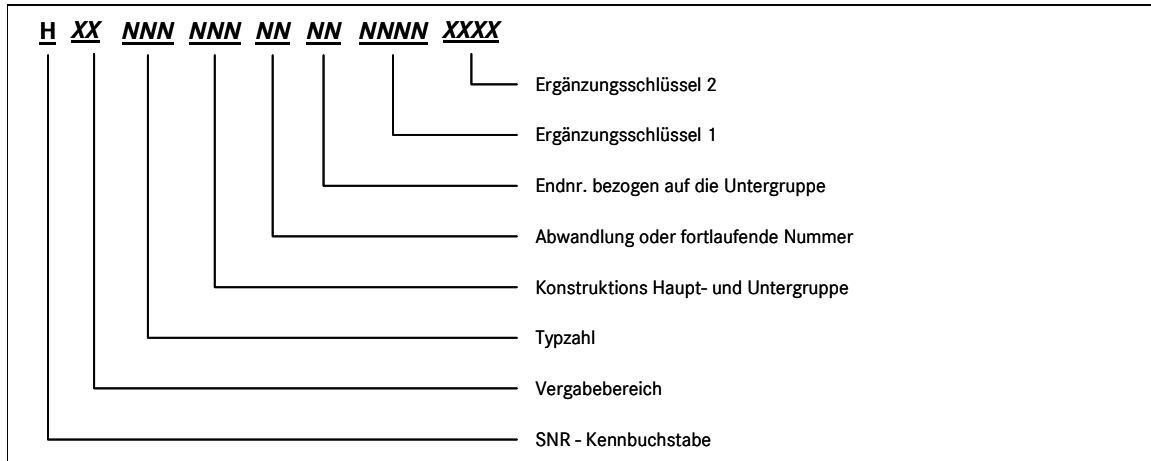 H XX NNN NNN NN NN NNNN XXXX
Ergänzungsschlüssel 2
Ergänzungsschlüssel 1
Endnr. bezogen auf die Untergruppe
Abwandlung oder fortlaufende Nummer
Konstruktions Haupt- und Untergruppe
Typzahl
Vergabebereich
SNR - Kennbuchstabe